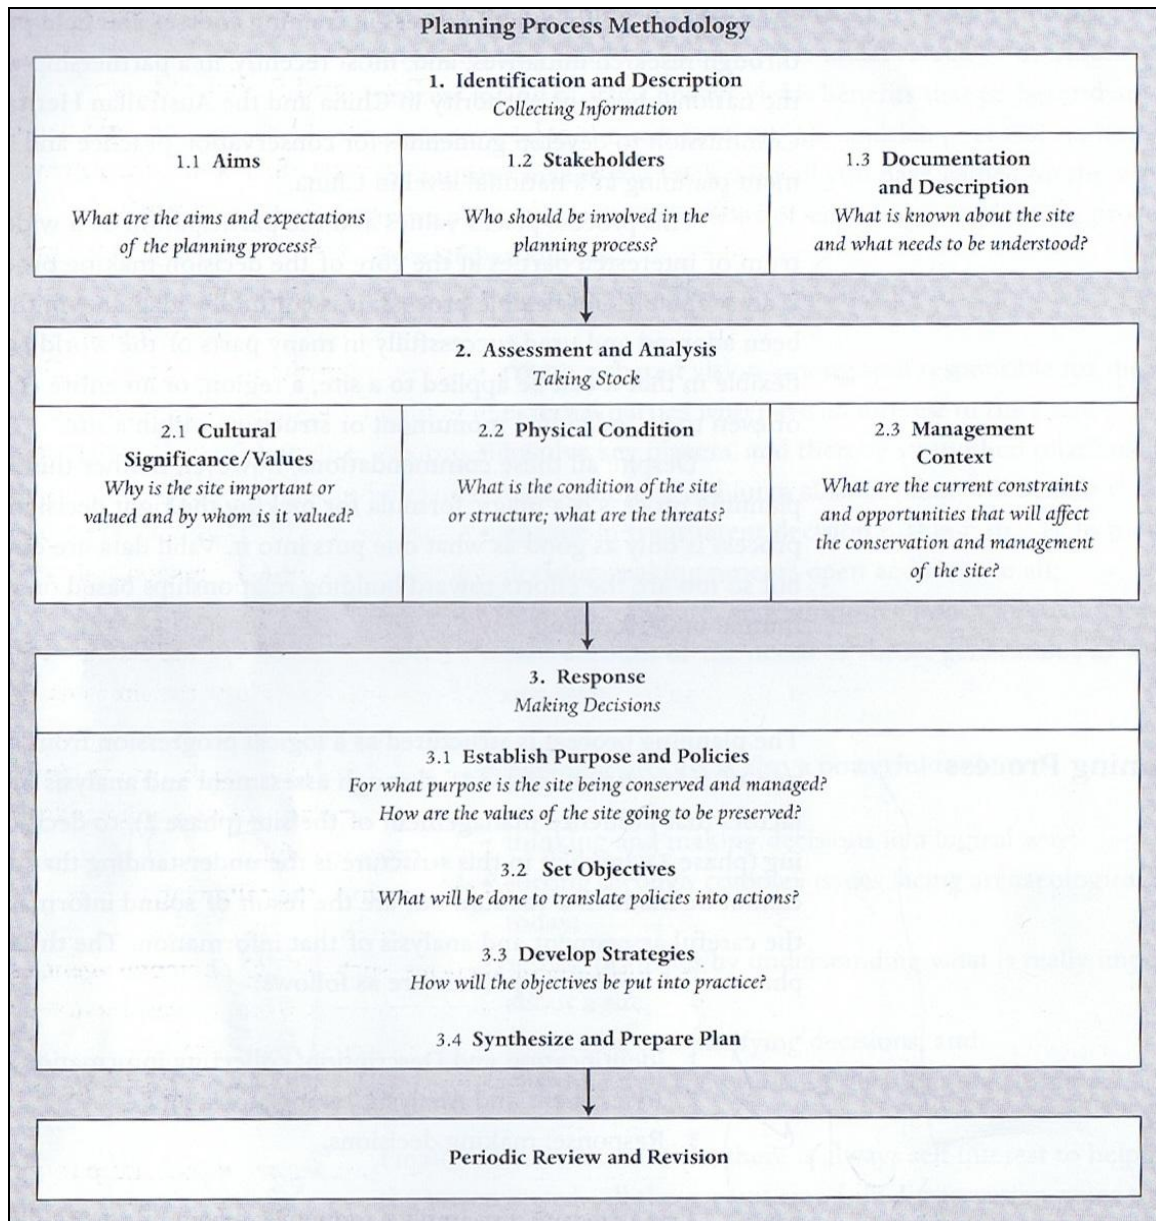 Planning Process Methodology
1. Identification and Description
Collecting Information
1.1 Aims
What are the aims and expectations
of the planning process?
1.2 Stakeholders
Who should be involved in the
planning process?
1.3 Documentation
and Description
What is known about the site
and what needs to be understood?
2. Assessment and Analysis
Taking Stock
2.1 Cultural
Significance/Values
Why is the site important or
valued and by whom is it valued?
2.2 Physical Condition
What is the condition of the site
or structure; what are the threats?
2.3 Management
Context
What are the current constraints
and opportunities that will affect
the conservation and management
of the site?
3. Response
Making Decisions
3.1 Establish Purpose and Policies
For what purpose is the site being conserved and managed?
How are the values of the site going to be preserved?
3.2 Set Objectives
What will be done to translate policies into actions?
3.3 Develop Strategies
How will the objectives be put into practice?
3.4 Synthesize and Prepare Plan
Periodic Review and Revision